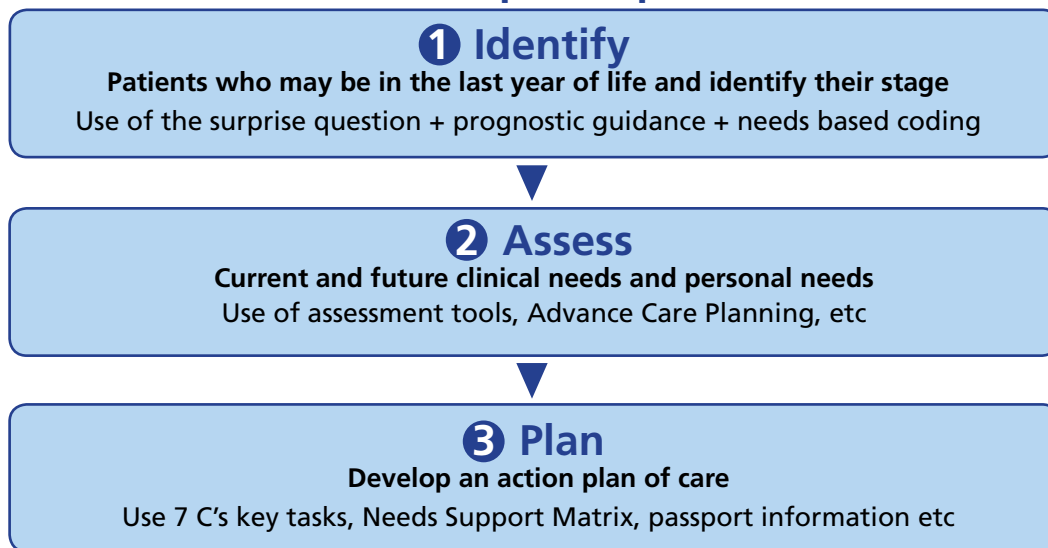 1 Identify
Patients who may be in the last year of life and identify their stage
Use of the surprise question + prognostic guidance + needs based coding
2 Assess
Current and future clinical needs and personal needs
Use of assessment tools, Advance Care Planning, etc
3 Plan
Develop an action plan of care
Use 7 C's key tasks, Needs Support Matrix, passport information etc